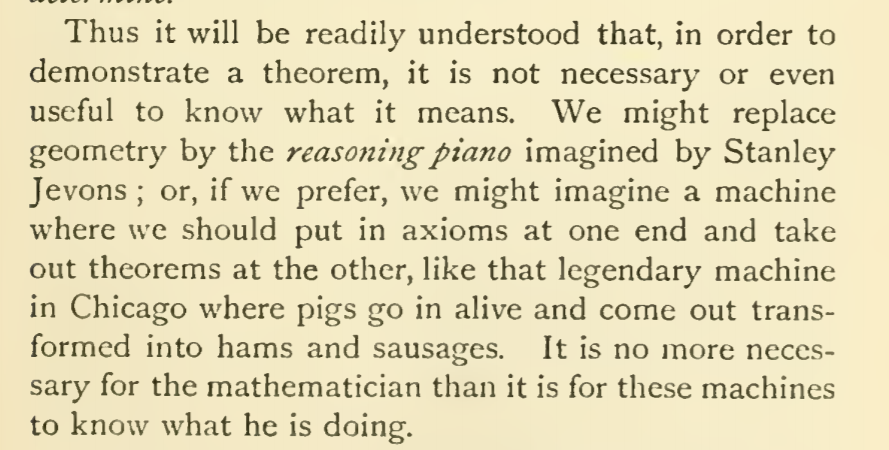 Thus it will be readily understood that, in order to
demonstrate a theorem, it is not necessary or even
useful to know what it means. We might replace
geometry by the reasoning piano imagined by Stanley
Jevons ; or, if we prefer, we might imagine a machine
where we should put in axioms at one end and take
out theorems at the other, like that legendary machine
in Chicago where pigs go in alive and come out trans-
formed into hams and sausages. It is no more neces-
sary for the mathematician than it is for these machines
to know what he is doing.